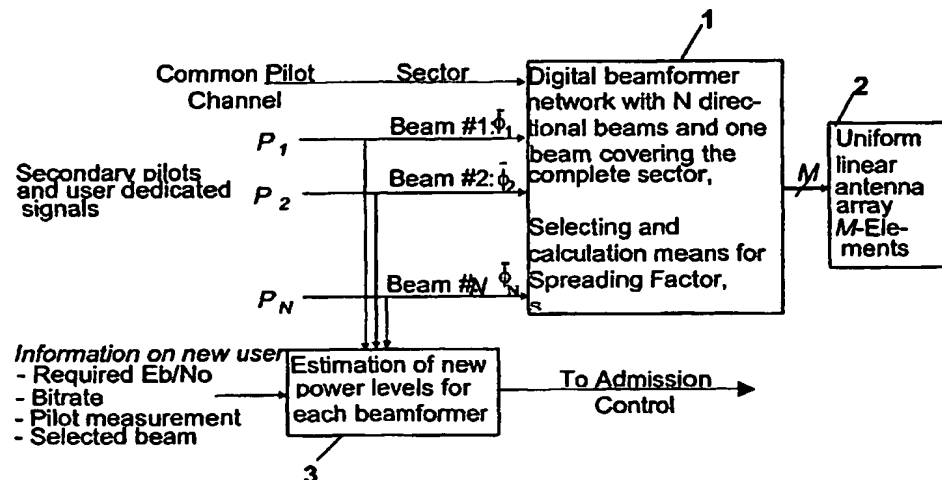 1
Common Pilot Channel
Sector
Digital beamformer
network with N direc-
tional beams and one
beam covering the
complete sector,
Selecting and
calculation means for
Spreading Factor,
s
2
Uniform
linear
antenna
array
M-Ele-
ments
M
Secondary pilots
and user dedicated
signals
P1
Beam #1: Φ̄1
P2
Beam #2: Φ̄2
PN
Beam #N Φ̄N
Information on new user
- Required Eb/No
- Bitrate
- Pilot measurement
- Selected beam
Estimation of new
power levels for
each beamformer
3
To Admission
Control